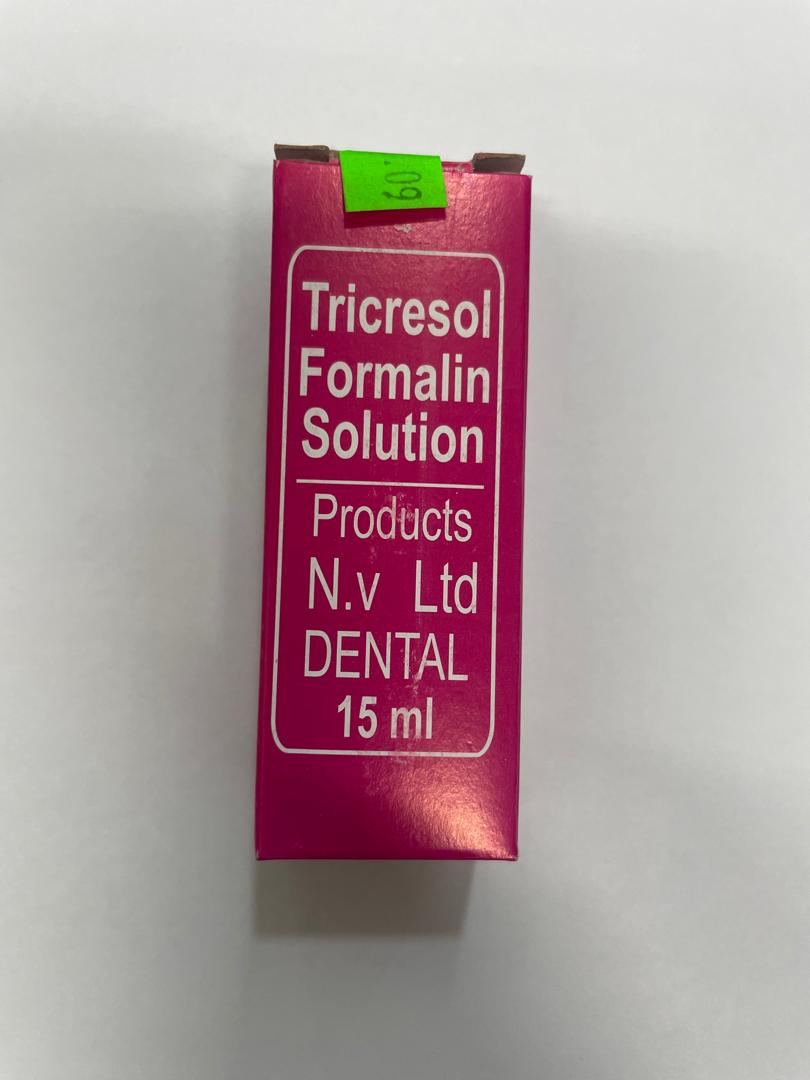 60
Tricresol
Formalin
Solution
Products
N.v Ltd
DENTAL
15 ml